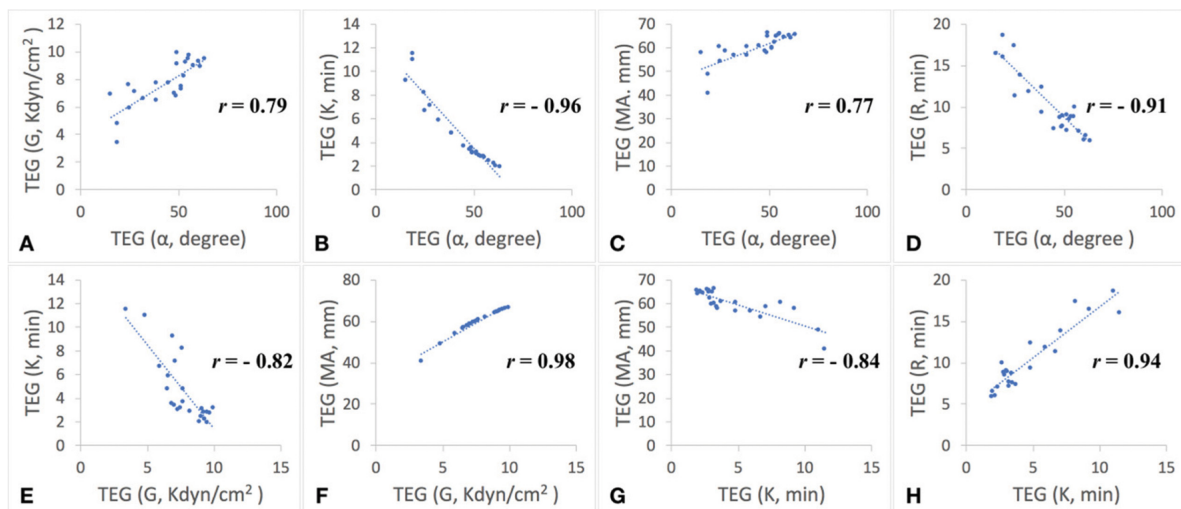 TEG (G, Kdyn/cm²)
12
10
8
6
4
2
0
r = 0.79
0
50
100
A
TEG (α, degree)
TEG (K, min)
14
12
10
8
6
4
2
0
r = - 0.96
0
50
100
B
TEG (α, degree)
TEG (MA. mm)
70
60
50
40
30
20
10
0
r = 0.77
0
50
100
C
TEG (α, degree)
TEG (R, min)
20
15
10
5
0
r = - 0.91
0
50
100
D
TEG (α, degree )
TEG (K, min)
14
12
10
8
6
4
2
0
r = - 0.82
0
5
10
15
E
TEG (G, Kdyn/cm² )
TEG (MA, mm)
80
60
40
20
0
r = 0.98
0
5
10
15
F
TEG (G, Kdyn/cm²)
TEG (MA, mm)
70
60
50
40
30
20
10
0
r = - 0.84
0
5
10
15
G
TEG (K, min)
TEG (R, min)
20
15
10
5
0
r = 0.94
0
5
10
15
H
TEG (K, min)